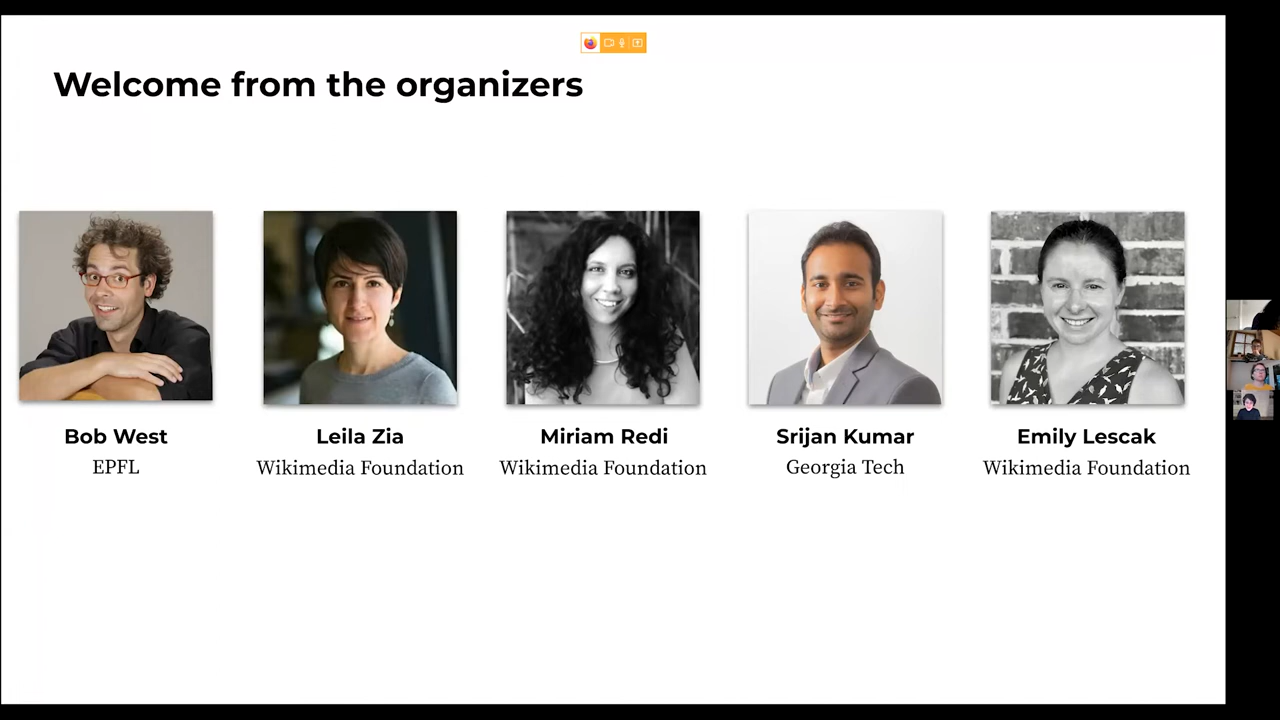 Welcome from the organizers
Bob West
EPFL
Leila Zia
Wikimedia Foundation
Miriam Redi
Wikimedia Foundation
Srijan Kumar
Georgia Tech
Emily Lescak
Wikimedia Foundation